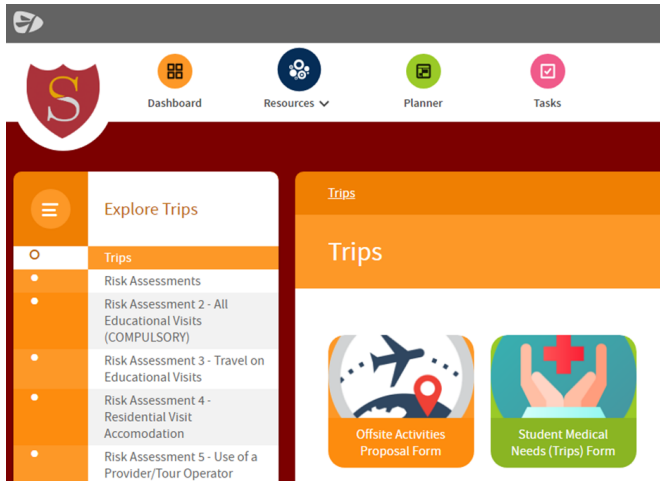 S
Dashboard
Resources
Planner
Tasks
Explore Trips
Trips
Risk Assessments
Risk Assessment 2 - All
Educational Visits
(COMPULSORY)
Risk Assessment 3 - Travel on
Educational Visits
Risk Assessment 4 -
Residential Visit
Accomodation
Risk Assessment 5 - Use of a
Provider/Tour Operator
Trips
Trips
Offsite Activities
Proposal Form
Student Medical
Needs (Trips) Form